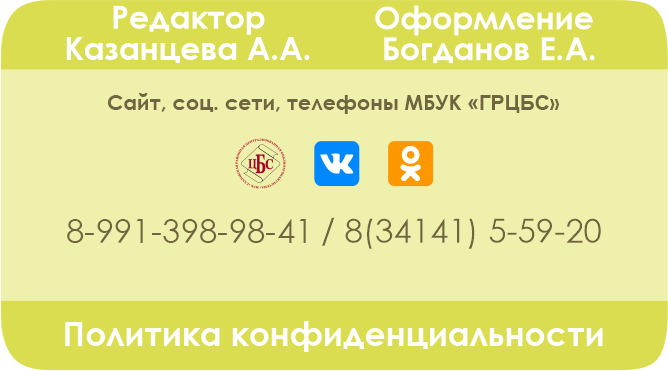 Редактор
Казанцева А.А.
Оформление
Богданов Е.А.
Сайт, соц. сети, телефоны МБУК «ГРЦБС»
ЦБС
8-991-398-98-41 / 8(34141) 5-59-20
Политика конфиденциальности